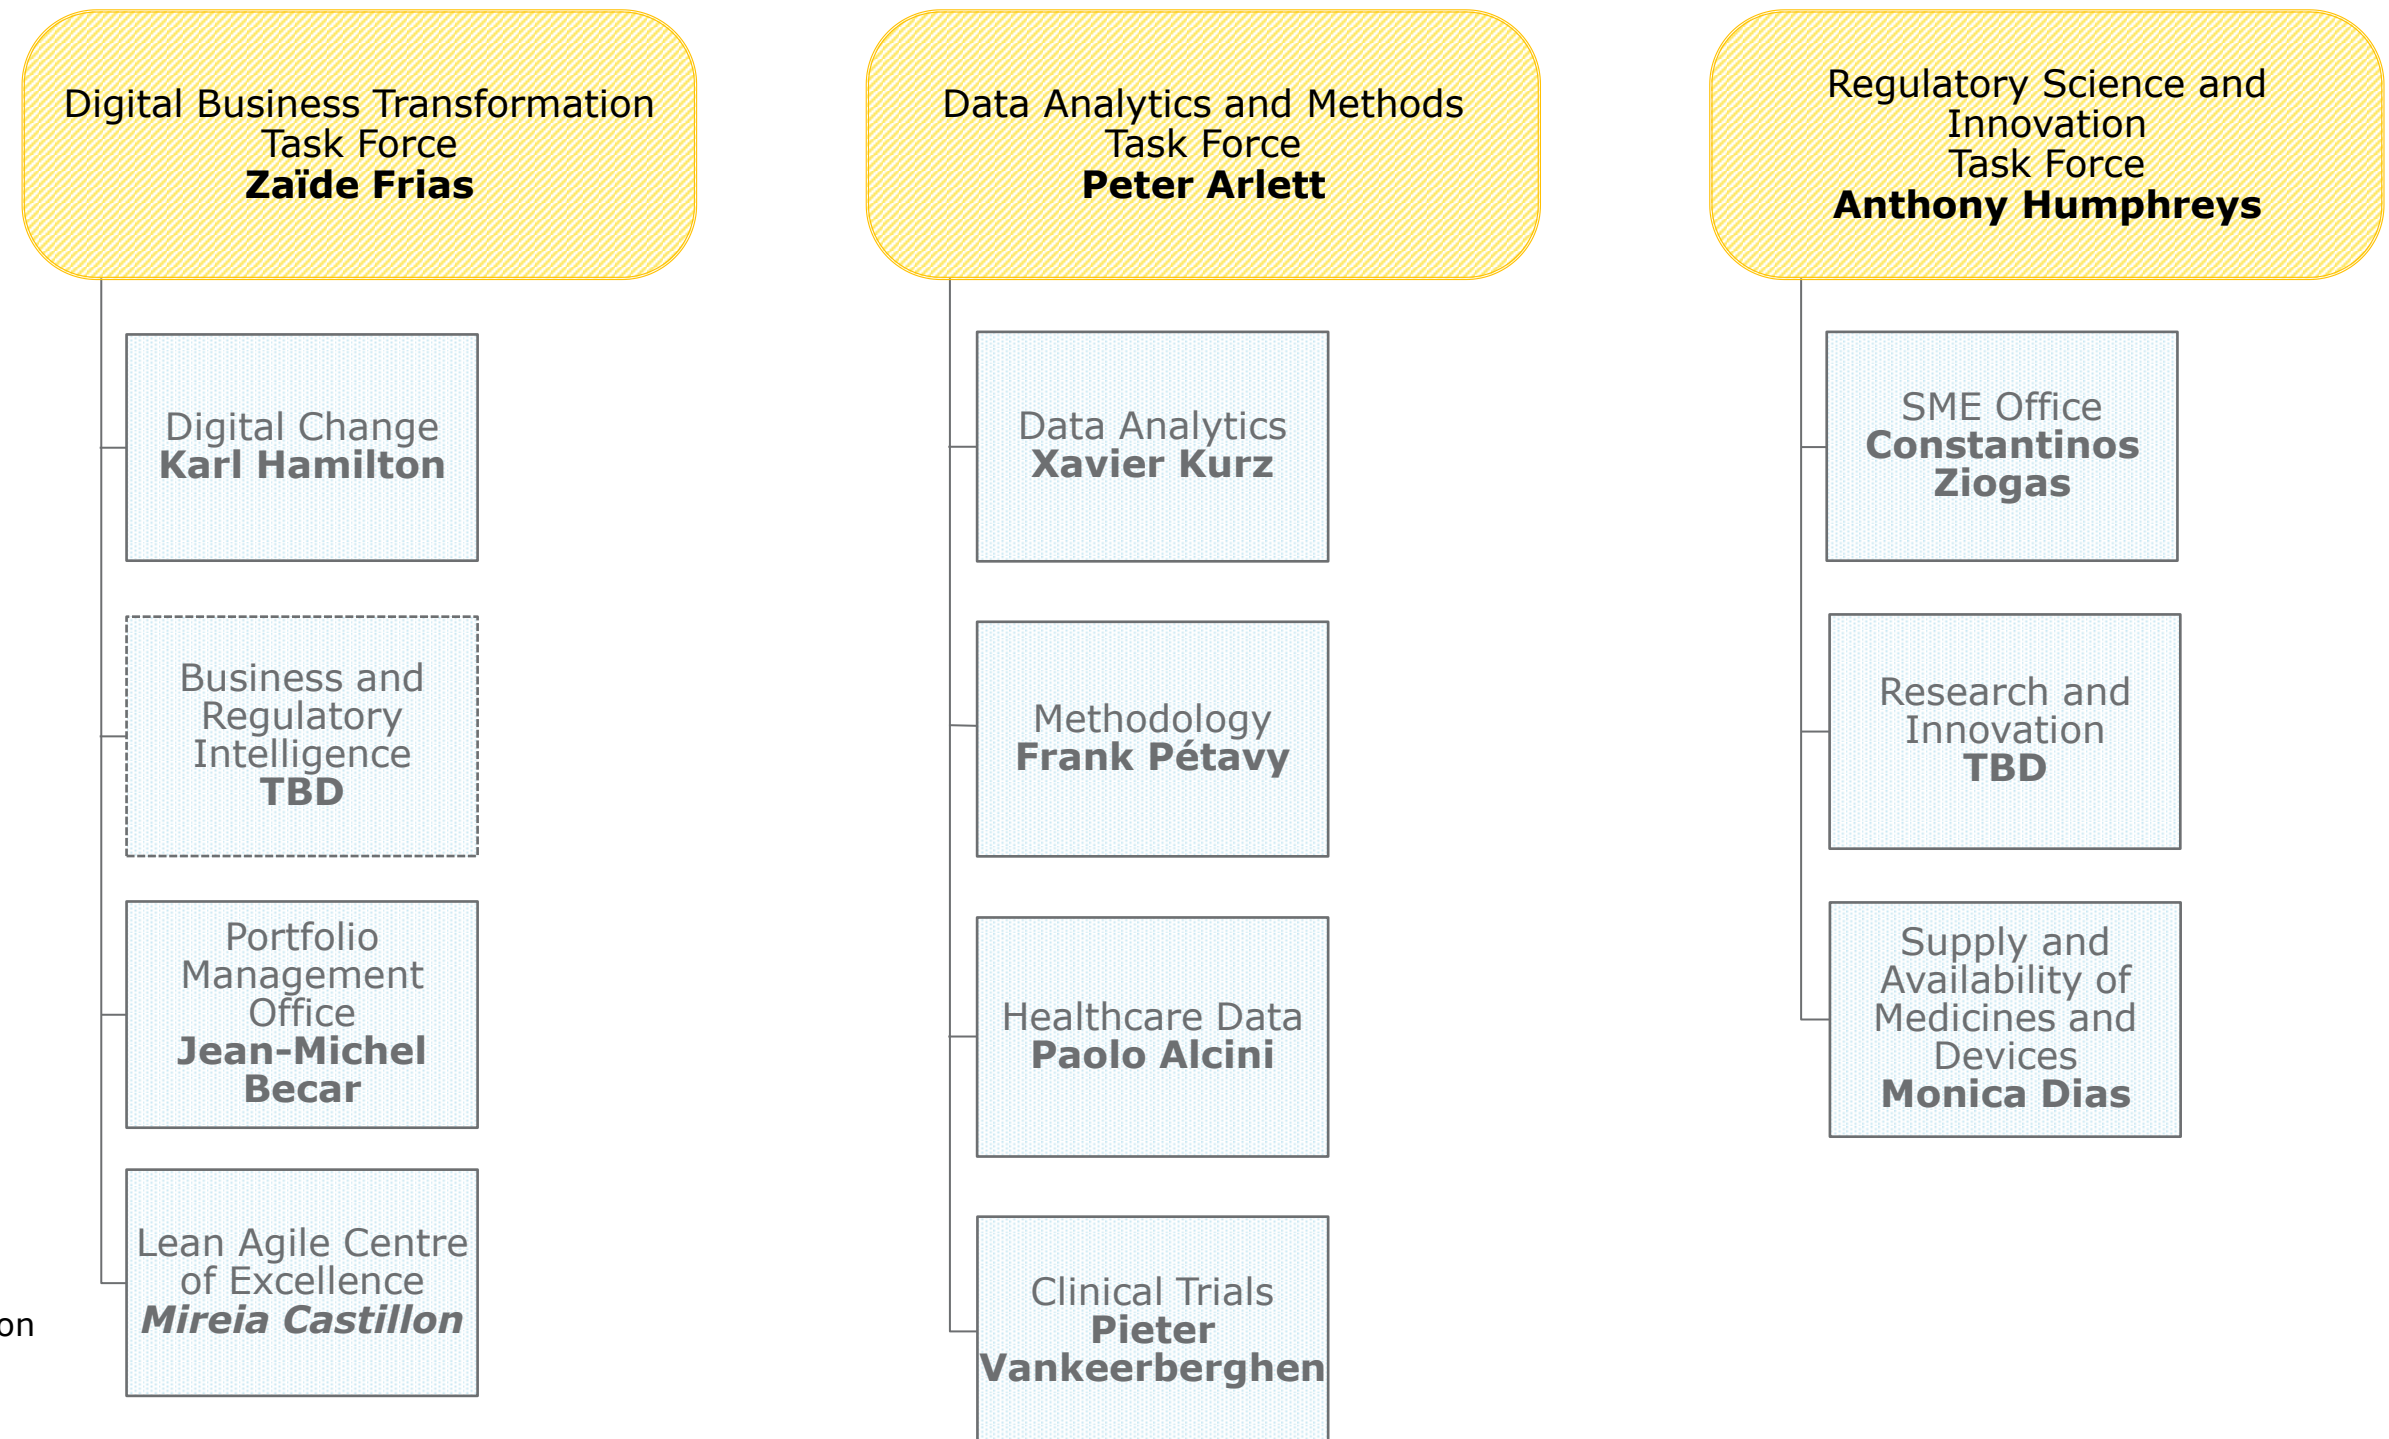 Digital Business Transformation
Task Force
Zaïde Frias
Digital Change
Karl Hamilton
Business and
Regulatory
Intelligence
TBD
Portfolio
Management
Office
Jean-Michel
Becar
Lean Agile Centre
of Excellence
Mireia Castillon
on
Data Analytics and Methods
Task Force
Peter Arlett
Data Analytics
Xavier Kurz
Methodology
Frank Pétavy
Healthcare Data
Paolo Alcini
Clinical Trials
Pieter
Vankeerberghen
Regulatory Science and
Innovation
Task Force
Anthony Humphreys
SME Office
Constantinos
Ziogas
Research and
Innovation
TBD
Supply and
Availability of
Medicines and
Devices
Monica Dias